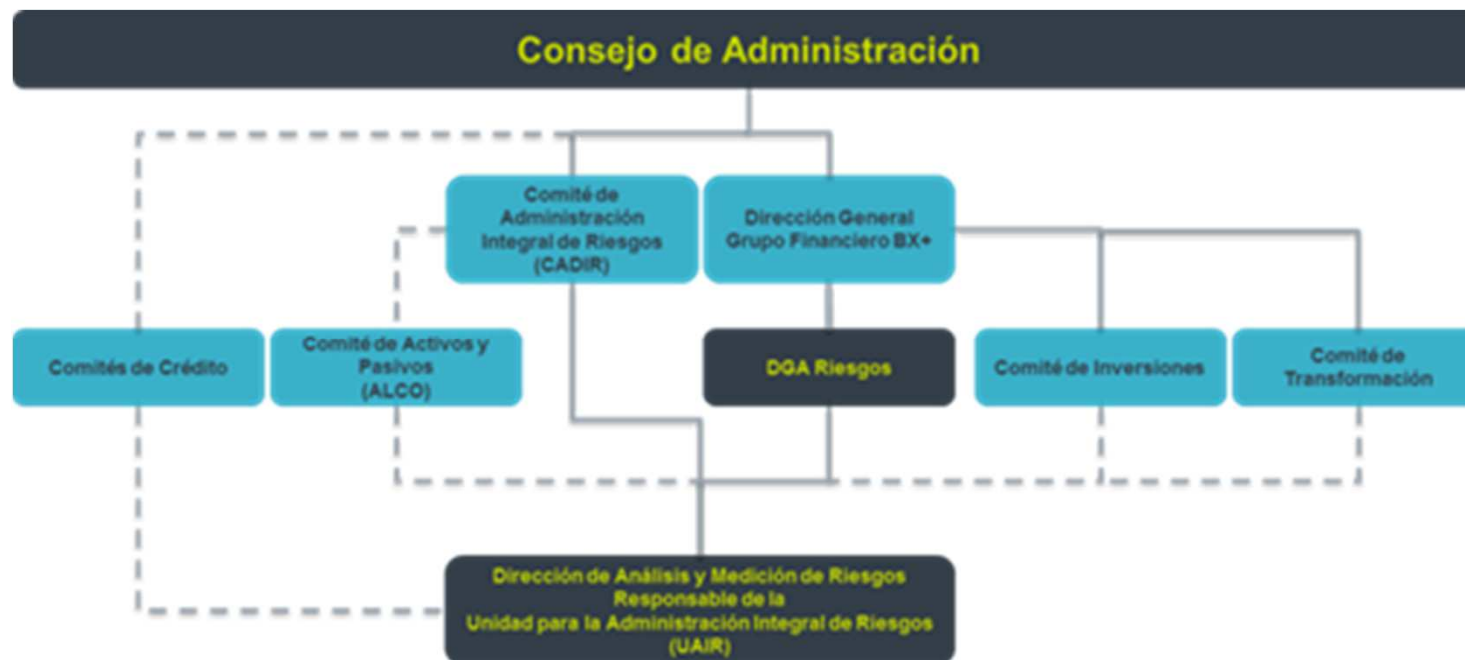 Consejo de Administración
Comité de
Administración
Integral de Riesgos
(CADIR)
Dirección General
Grupo Financiero BX+
Comités de Crédito
Comité de Activos y
Pasivos
(ALCO)
DGA Riesgos
Comité de Inversiones
Comité de
Transformación
Dirección de Análisis y Medición de Riesgos
Responsable de la
Unidad para la Administración Integral de Riesgos
(UAIR)